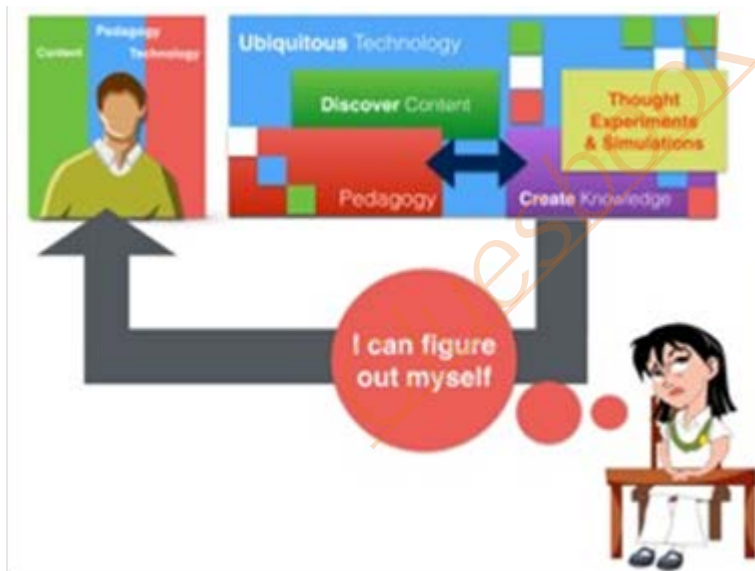 Content
Pedagogy
Technology
Ubiquitous Technology
Discover Content
Thought
Experiments
& Simulations
Pedagogy
Create Knowledge
I can figure
out myself